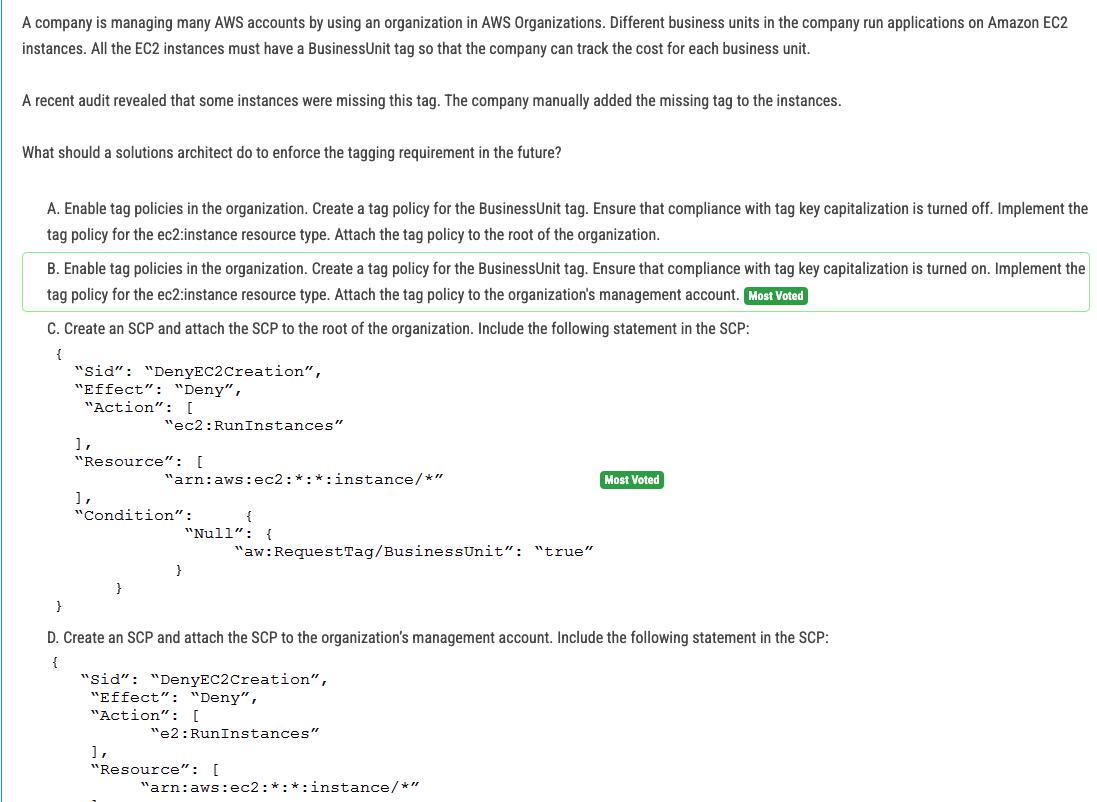 A company is managing many AWS accounts by using an organization in AWS Organizations. Different business units in the company run applications on Amazon EC2
instances. All the EC2 instances must have a BusinessUnit tag so that the company can track the cost for each business unit.
A recent audit revealed that some instances were missing this tag. The company manually added the missing tag to the instances.
What should a solutions architect do to enforce the tagging requirement in the future?
A. Enable tag policies in the organization. Create a tag policy for the BusinessUnit tag. Ensure that compliance with tag key capitalization is turned off. Implement the
tag policy for the ec2:instance resource type. Attach the tag policy to the root of the organization.
B. Enable tag policies in the organization. Create a tag policy for the BusinessUnit tag. Ensure that compliance with tag key capitalization is turned on. Implement the
tag policy for the ec2:instance resource type. Attach the tag policy to the organization's management account. Most Voted
C. Create an SCP and attach the SCP to the root of the organization. Include the following statement in the SCP:
{
“Sid”: “DenyEC2Creation”,
“Effect”: “Deny”,
“Action”: [
“ec2:RunInstances”
],
“Resource”: [
“arn:aws:ec2:*:*:instance/*” Most Voted
],
“Condition”: {
“Null”: {
“aw:RequestTag/BusinessUnit”: “true”
}
}
}
D. Create an SCP and attach the SCP to the organization’s management account. Include the following statement in the SCP:
{
“Sid”: “DenyEC2Creation”,
“Effect”: “Deny”,
“Action”: [
“e2:RunInstances”
],
“Resource”: [
“arn:aws:ec2:*:*:instance/*”